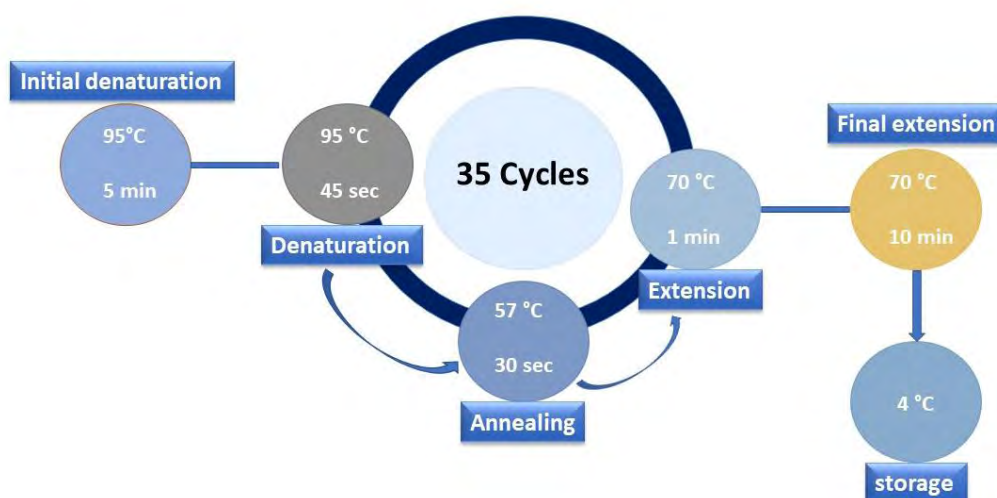 Initial denaturation
95°C
5 min
95 °C
45 sec
Denaturation
35 Cycles
57 °C
30 sec
Annealing
70 °C
1 min
Extension
Final extension
70 °C
10 min
4 °C
storage